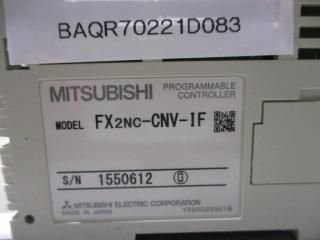 BAQR70221D083
MITSUBISHI
PROGRAMMABLE
CONTROLLER
MODEL FX2NC-CNV-IF
S/N 1550612 G
MITSUBISHI ELECTRIC CORPORATION
MADE IN JAPAN